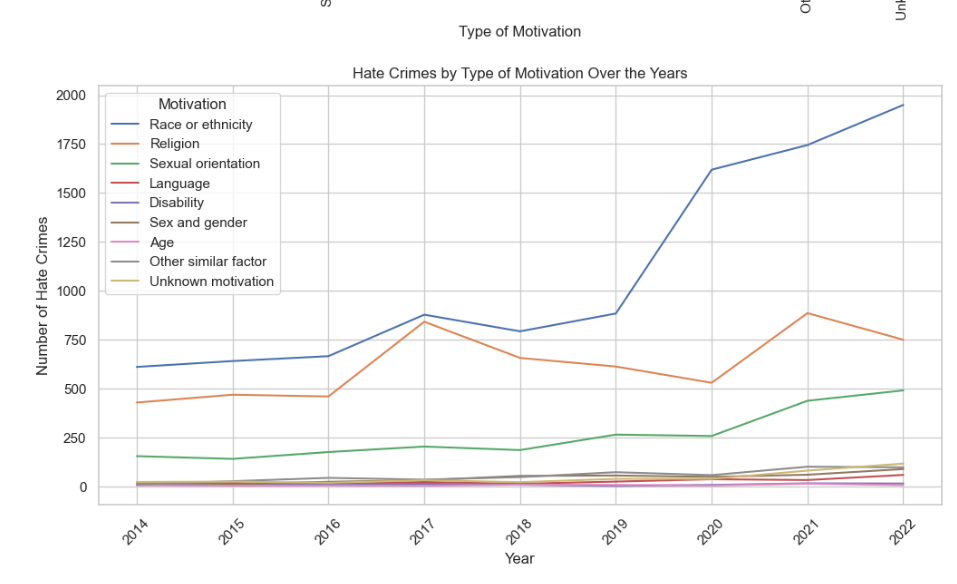 S
Ot
Unk
Type of Motivation
Hate Crimes by Type of Motivation Over the Years
Number of Hate Crimes
2000
1750
1500
1250
1000
750
500
250
0
Motivation
Race or ethnicity
Religion
Sexual orientation
Language
Disability
Sex and gender
Age
Other similar factor
Unknown motivation
2014
2015
2016
2017
2018
2019
2020
2021
2022
Year